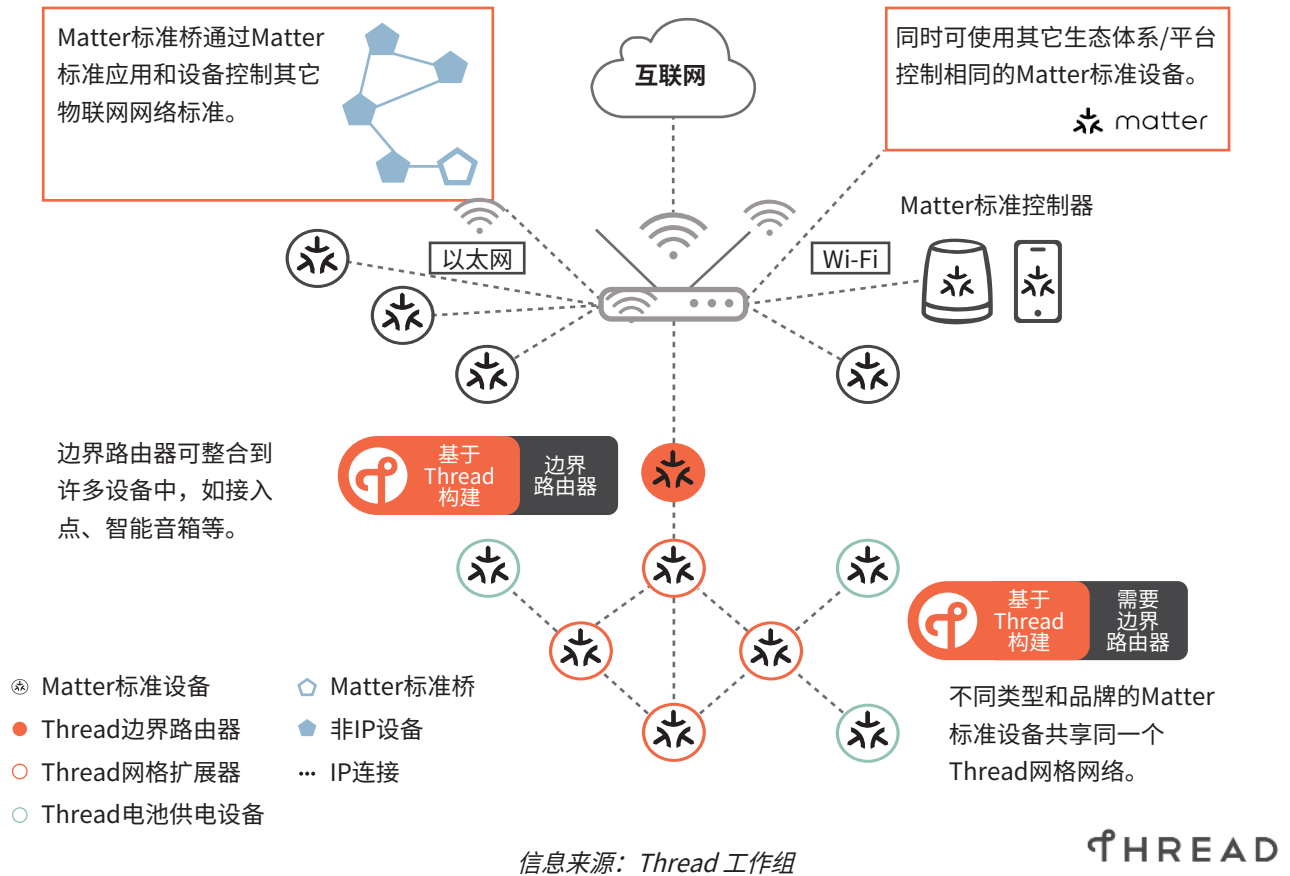 Matter标准桥通过Matter
标准应用和设备控制其它
物联网网络标准。
互联网
同时可使用其它生态体系/平台
控制相同的Matter标准设备。
matter
Matter标准控制器
以太网
Wi-Fi
边界路由器可整合到
许多设备中，如接入
点、智能音箱等。
基于
Thread
构建
边界
路由器
基于
Thread
构建
需要
边界
路由器
不同类型和品牌的Matter
标准设备共享同一个
Thread网格网络。
Matter标准设备
Thread边界路由器
Thread网格扩展器
Thread电池供电设备
Matter标准桥
非IP设备
IP连接
信息来源：Thread 工作组
THREAD